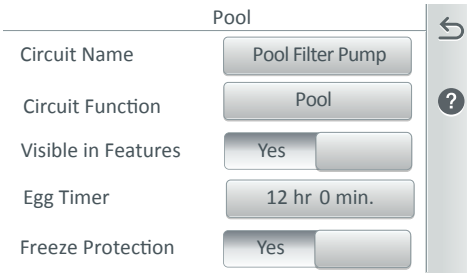 Pool
Circuit Name Pool Filter Pump
Circuit Function Pool
Visible in Features Yes
Egg Timer 12 hr 0 min.
Freeze Protection Yes
?